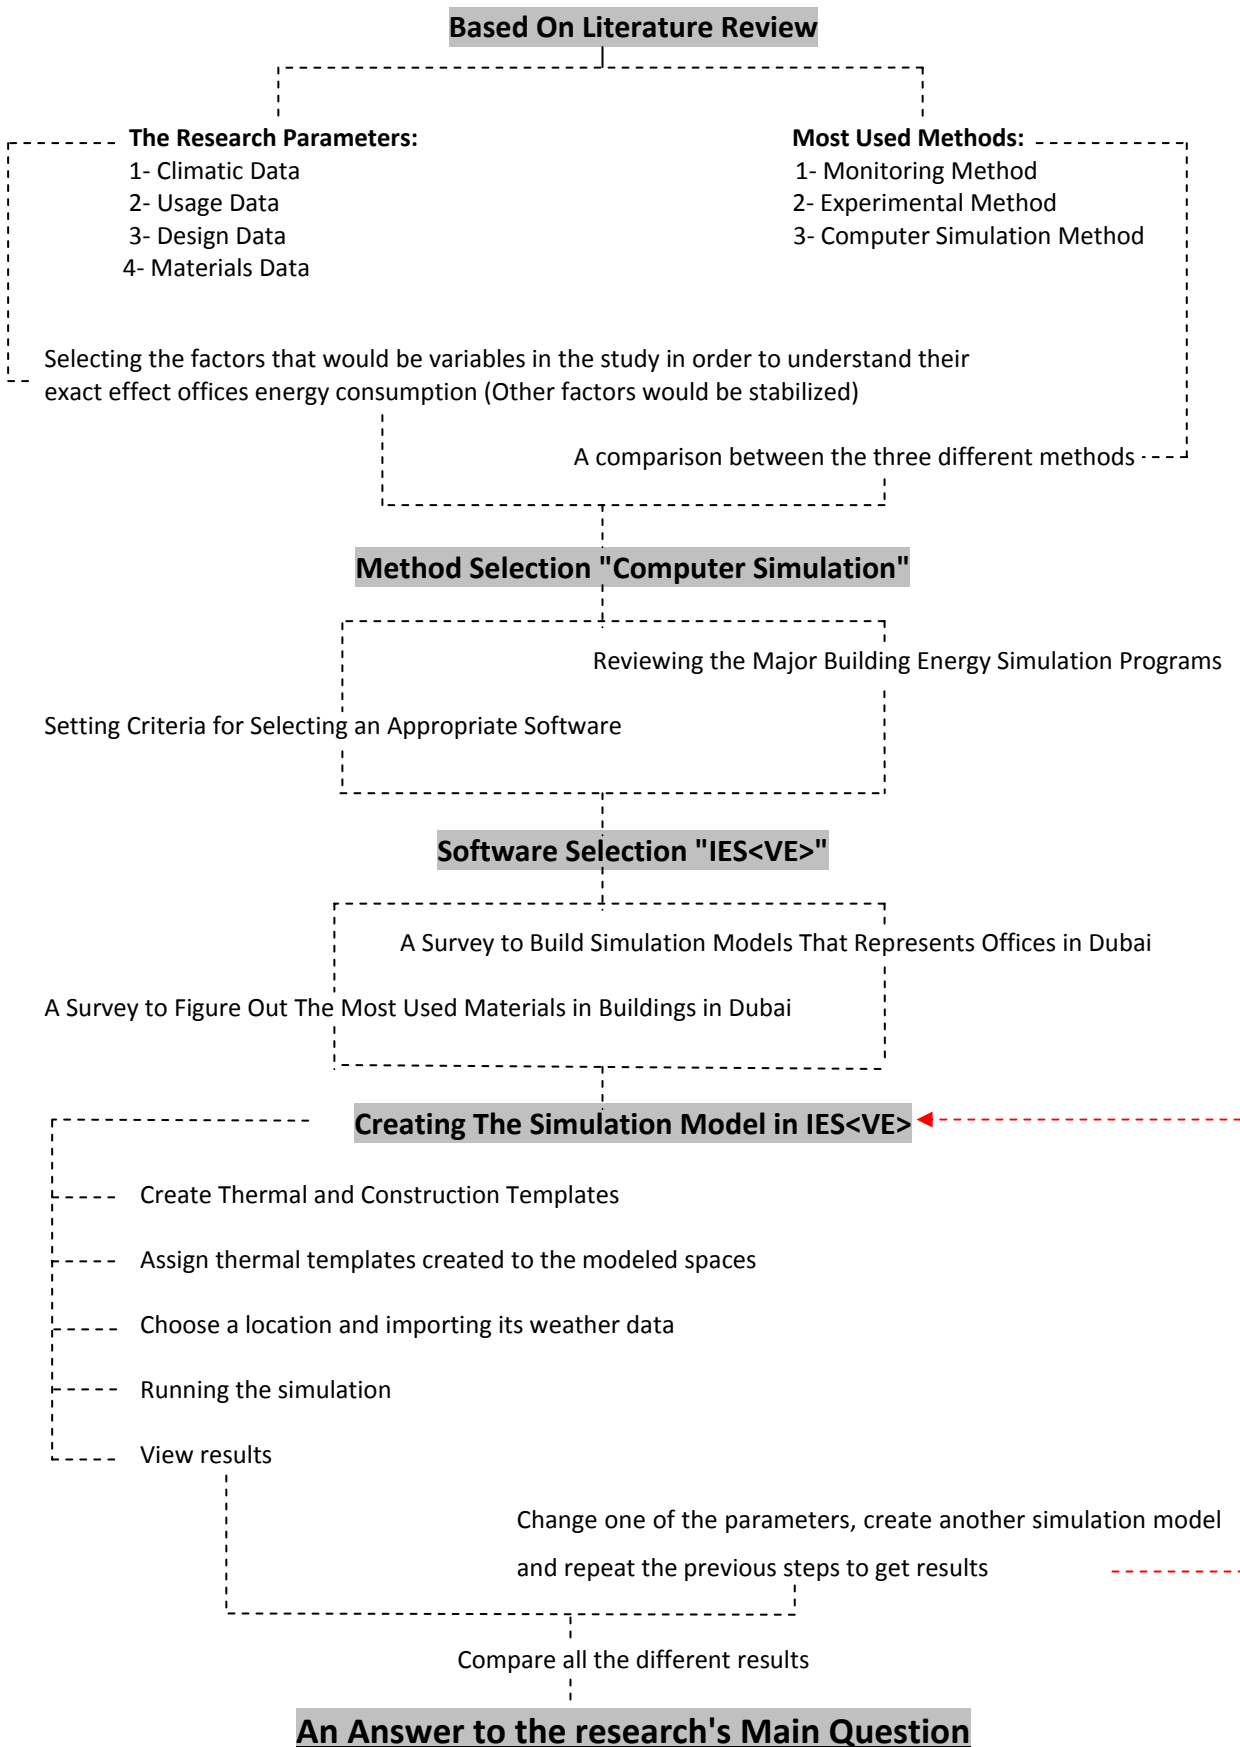 Based On Literature Review
The Research Parameters:
1- Climatic Data
2- Usage Data
3- Design Data
4- Materials Data
Most Used Methods:
1- Monitoring Method
2- Experimental Method
3- Computer Simulation Method
Selecting the factors that would be variables in the study in order to understand their
exact effect offices energy consumption (Other factors would be stabilized)
A comparison between the three different methods
Method Selection "Computer Simulation"
Reviewing the Major Building Energy Simulation Programs
Setting Criteria for Selecting an Appropriate Software
Software Selection "IES<VE>"
A Survey to Build Simulation Models That Represents Offices in Dubai
A Survey to Figure Out The Most Used Materials in Buildings in Dubai
Creating The Simulation Model in IES<VE>
Create Thermal and Construction Templates
Assign thermal templates created to the modeled spaces
Choose a location and importing its weather data
Running the simulation
View results
Change one of the parameters, create another simulation model
and repeat the previous steps to get results
Compare all the different results
An Answer to the research's Main Question